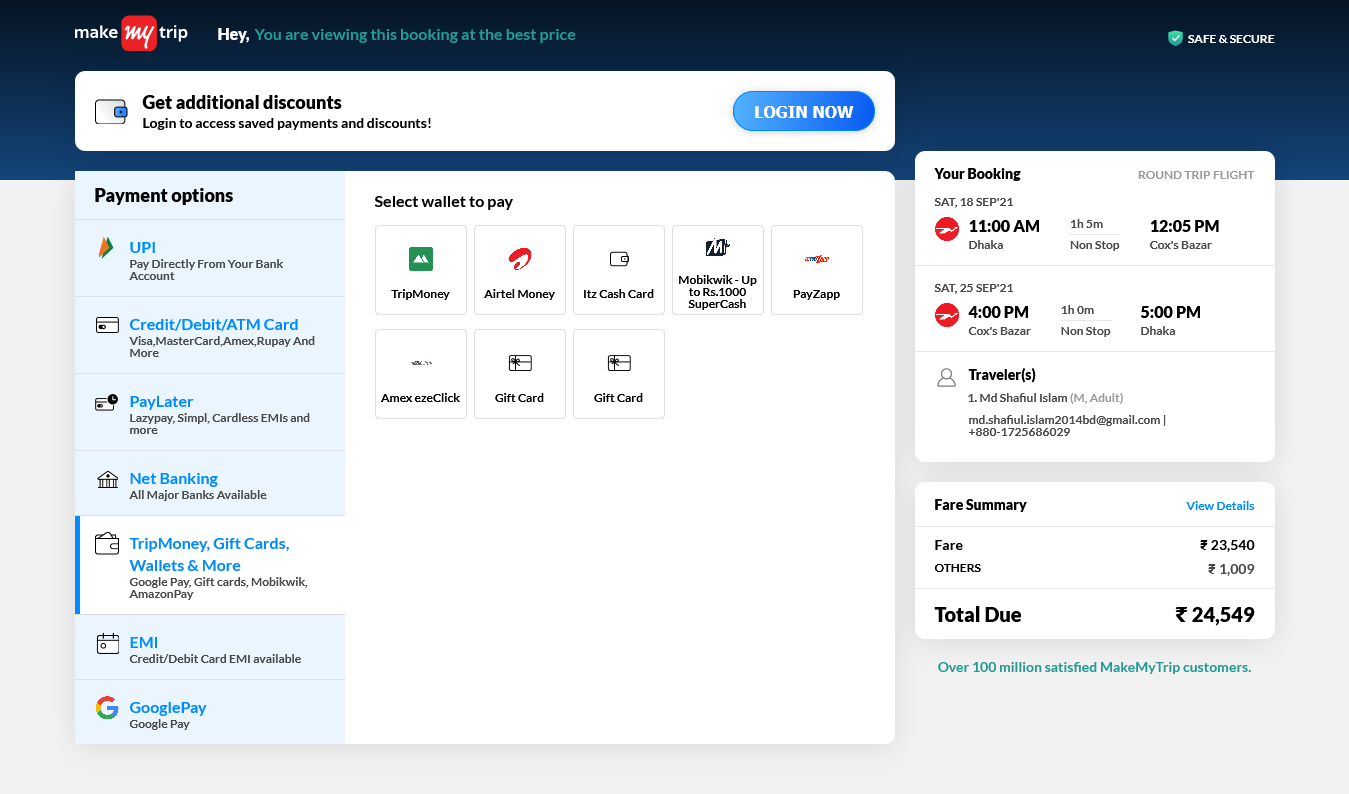 make my trip
Hey, You are viewing this booking at the best price
SAFE & SECURE
Get additional discounts
Login to access saved payments and discounts!
LOGIN NOW
Payment options
UPI
Pay Directly From Your Bank
Account
Credit/Debit/ATM Card
Visa,MasterCard,Amex,Rupay And
More
PayLater
Lazypay, Simpl, Cardless EMIs and
more
Net Banking
All Major Banks Available
TripMoney, Gift Cards,
Wallets & More
Google Pay, Gift cards, Mobikwik,
AmazonPay
EMI
Credit/Debit Card EMI available
GooglePay
Google Pay
Select wallet to pay
TripMoney
Airtel Money
Itz Cash Card
Mobikwik - Up
to Rs.1000
SuperCash
PayZapp
Amex ezeClick
Gift Card
Gift Card
Your Booking
ROUND TRIP FLIGHT
SAT, 18 SEP'21
11:00 AM 1h 5m 12:05 PM
Dhaka Non Stop Cox's Bazar
SAT, 25 SEP'21
4:00 PM 1h 0m 5:00 PM
Cox's Bazar Non Stop Dhaka
Traveler(s)
1. Md Shafiul Islam (M, Adult)
md.shafiul.islam2014bd@gmail.com |
+880-1725686029
Fare Summary
View Details
Fare ₹ 23,540
OTHERS ₹ 1,009
Total Due ₹ 24,549
Over 100 million satisfied MakeMyTrip customers.